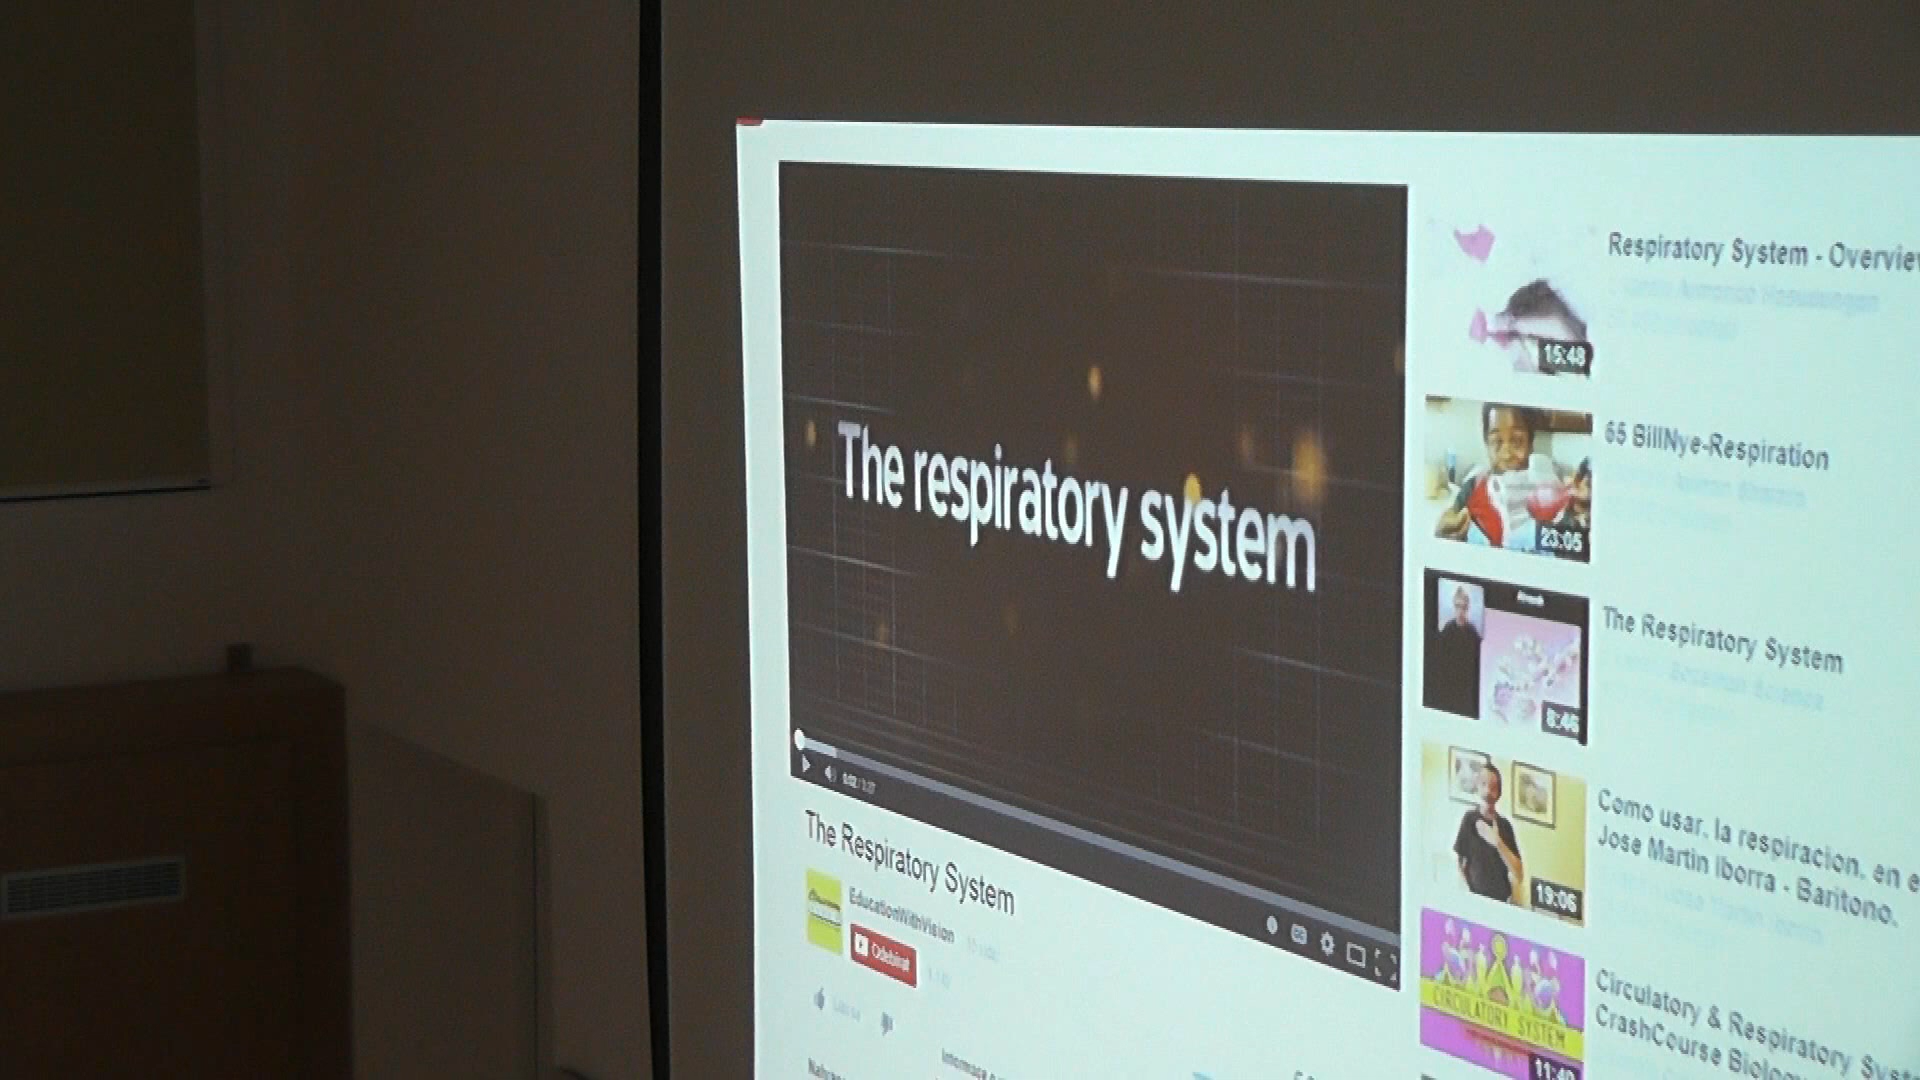 The respiratory system
The Respiratory System
EducationWithVision
Odebírat
Respiratory System - Overview
15:48
65 BillNye-Respiration
23:05
The Respiratory System
8:46
Como usar. la respiracion. en e
Jose Martin Iborra - Baritono.
19:06
CIRCULATORY SYSTEM
11:40
Circulatory & Respiratory Syst
CrashCourse Biolog